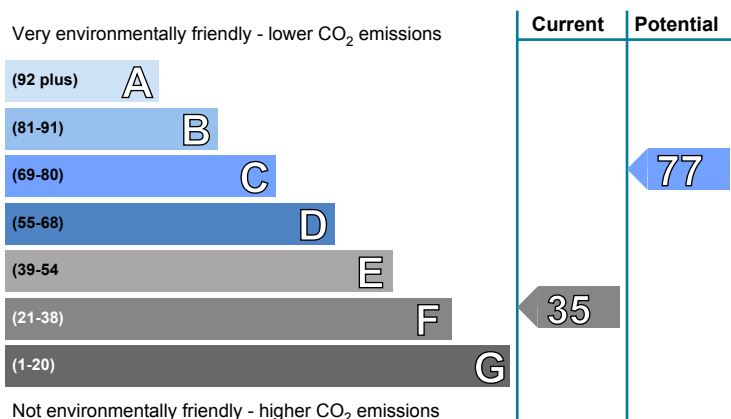 Very environmentally friendly - lower CO2 emissions
Current Potential
(92 plus) A
(81-91) B
(69-80) C
77
(55-68) D
(39-54 E
(21-38) F
35
(1-20) G
Not environmentally friendly - higher CO2 emissions